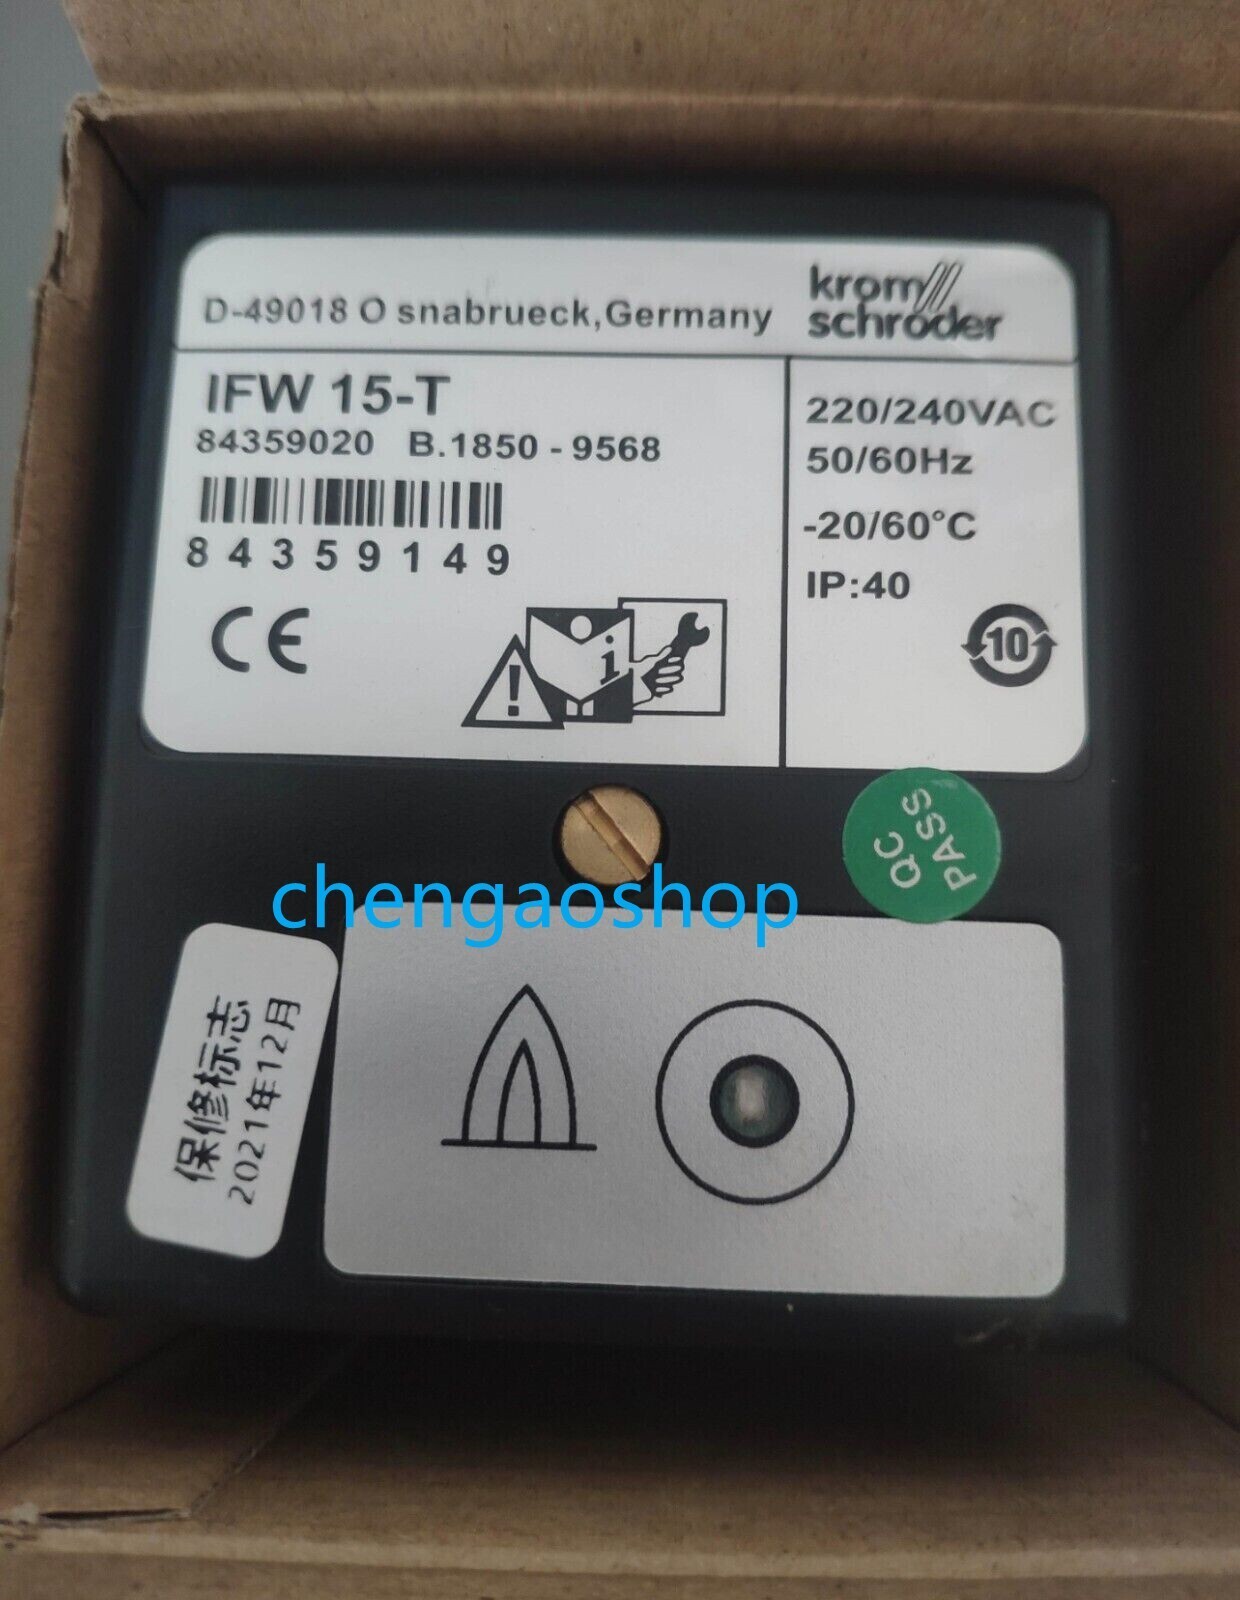 D-49018 O snabrueck,Germany
krom
schroder
IFW 15-T
84359020 B.1850 - 9568
84359149
CE
220/240VAC
50/60Hz
-20/60°C
IP:40
10
i
!
QC
PASS
chengaoshop
保修标志
2021年12月